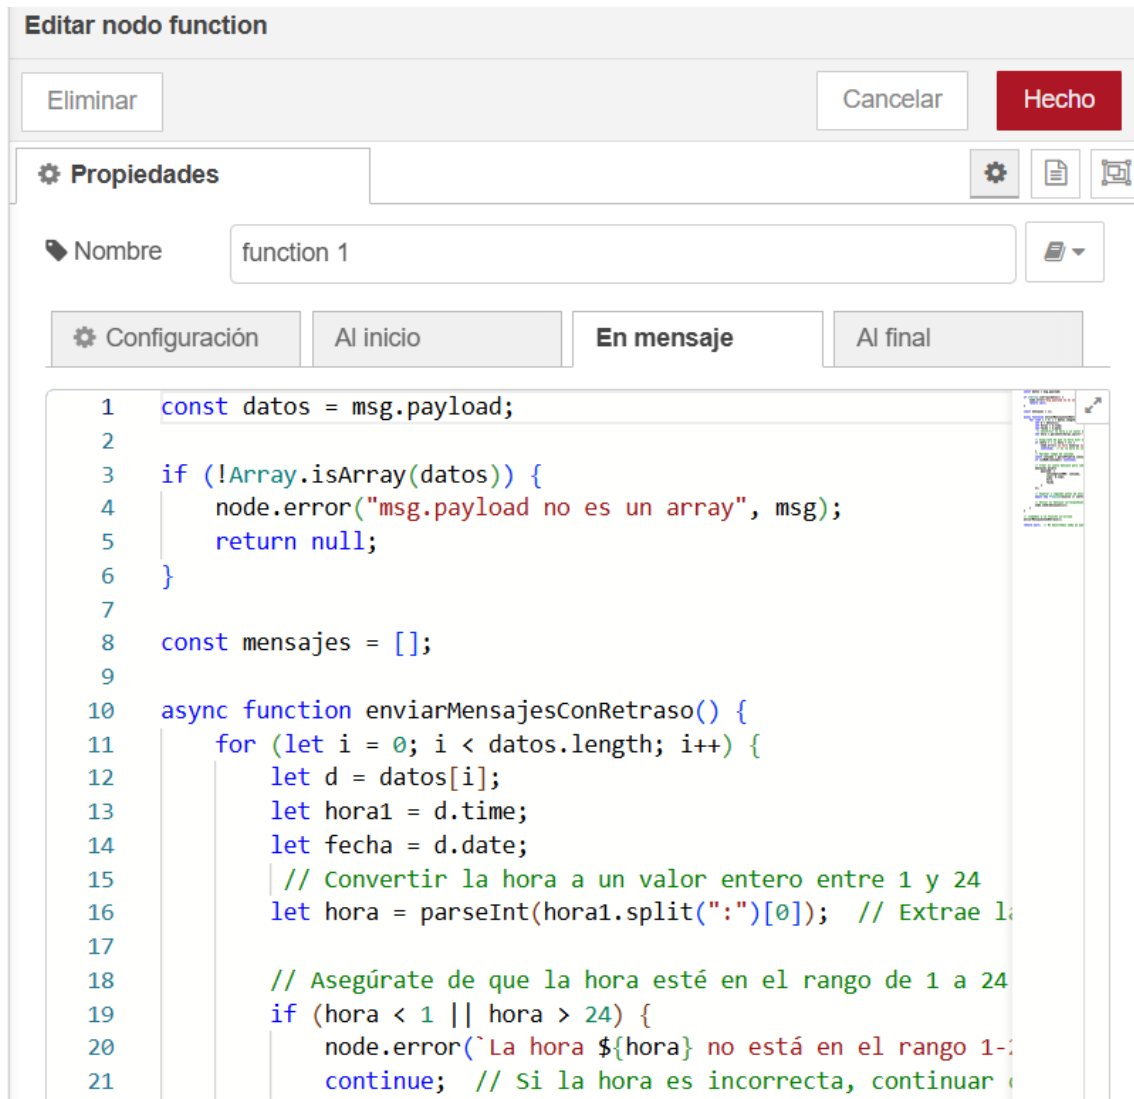 Editar nodo function
Eliminar
Cancelar
Hecho
Propiedades
Nombre
function 1
Configuración
Al inicio
En mensaje
Al final
1 const datos = msg.payload;
2
3 if (!Array.isArray(datos)) {
4 node.error("msg.payload no es un array", msg);
5 return null;
6 }
7
8 const mensajes = [];
9
10 async function enviarMensajesConRetraso() {
11 for (let i = 0; i < datos.length; i++) {
12 let d = datos[i];
13 let hora1 = d.time;
14 let fecha = d.date;
15 // Convertir la hora a un valor entero entre 1 y 24
16 let hora = parseInt(hora1.split(":")[0]); // Extrae la
17
18 // Asegúrate de que la hora esté en el rango de 1 a 24
19 if (hora < 1 || hora > 24) {
20 node.error(`La hora ${hora} no está en el rango 1-2
21 continue; // Si la hora es incorrecta, continuar